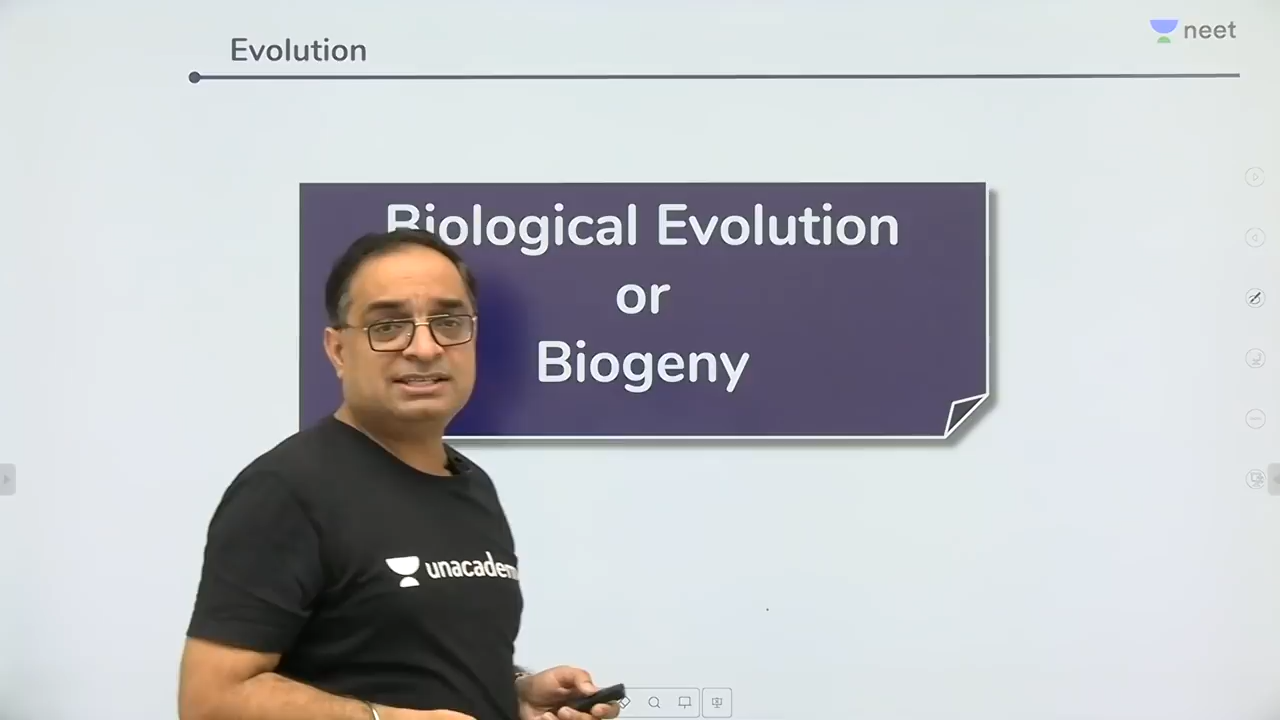 Evolution
neet
Biological Evolution
or
Biogeny
unacadem